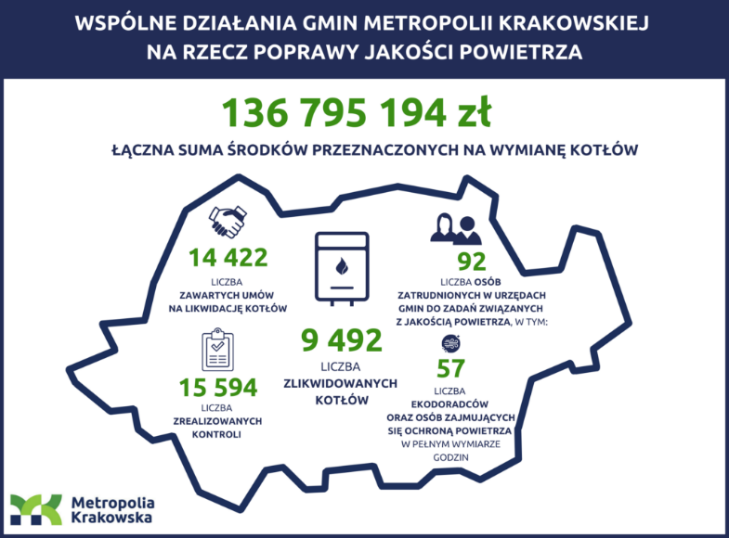 WSPÓLNE DZIAŁANIA GMIN METROPOLII KRAKOWSKIEJ
NA RZECZ POPRAWY JAKOŚCI POWIETRZA
136 795 194 zł
ŁĄCZNA SUMA ŚRODKÓW PRZEZNACZONYCH NA WYMIANĘ KOTŁÓW
14 422
LICZBA
ZAWARTYCH UMÓW
NA LIKWIDACJĘ KOTŁÓW
15 594
LICZBA
ZREALIZOWANYCH
KONTROLI
9 492
LICZBA
ZLIKWIDOWANYCH
KOTŁÓW
92
LICZBA OSÓB
ZATRUDNIONYCH W URZĘDACH
GMIN DO ZADAŃ ZWIĄZANYCH
Z JAKOŚCIĄ POWIETRZA, W TYM:
57
LICZBA
EKODORADCÓW
ORAZ OSÓB ZAJMUJĄCYCH
SIĘ OCHRONĄ POWIETRZA
W PEŁNYM WYMIARZE
GODZIN
Metropolia
Krakowska